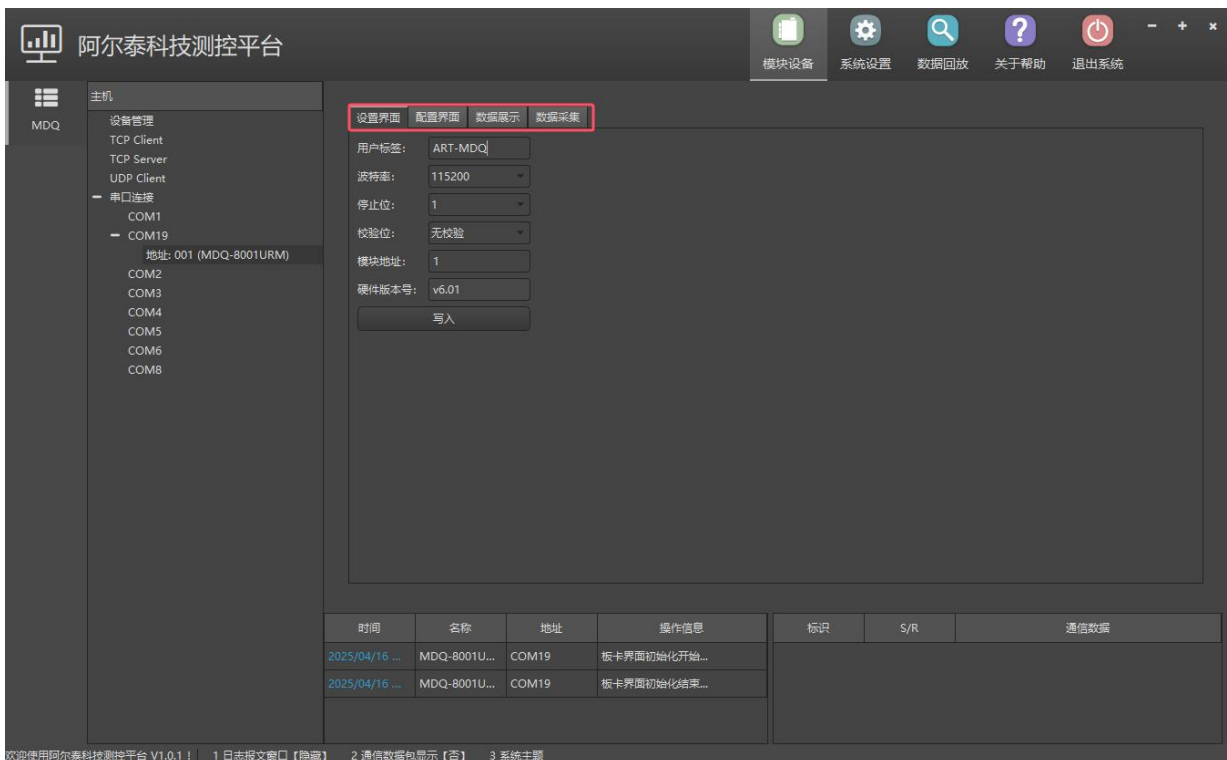 阿尔泰科技测控平台
模块设备 系统设置 数据回放 关于帮助 退出系统
MDQ
主机
设备管理
TCP Client
TCP Server
UDP Client
串口连接
COM1
COM19
地址: 001 (MDQ-8001URM)
COM2
COM3
COM4
COM5
COM6
COM8
设置界面 配置界面 数据展示 数据采集
用户标签: ART-MDQ
波特率: 115200
停止位: 1
校验位: 无校验
模块地址: 1
硬件版本号: v6.01
写入
时间 名称 地址 操作信息
2025/04/16 ... MDQ-8001U... COM19 板卡界面初始化开始...
2025/04/16 ... MDQ-8001U... COM19 板卡界面初始化结束...
标识 S/R 通信数据
欢迎使用阿尔泰科技测控平台 V1.0.1！ 1 日志报文窗口【隐藏】 2 通信数据包显示【否】 3 系统主题